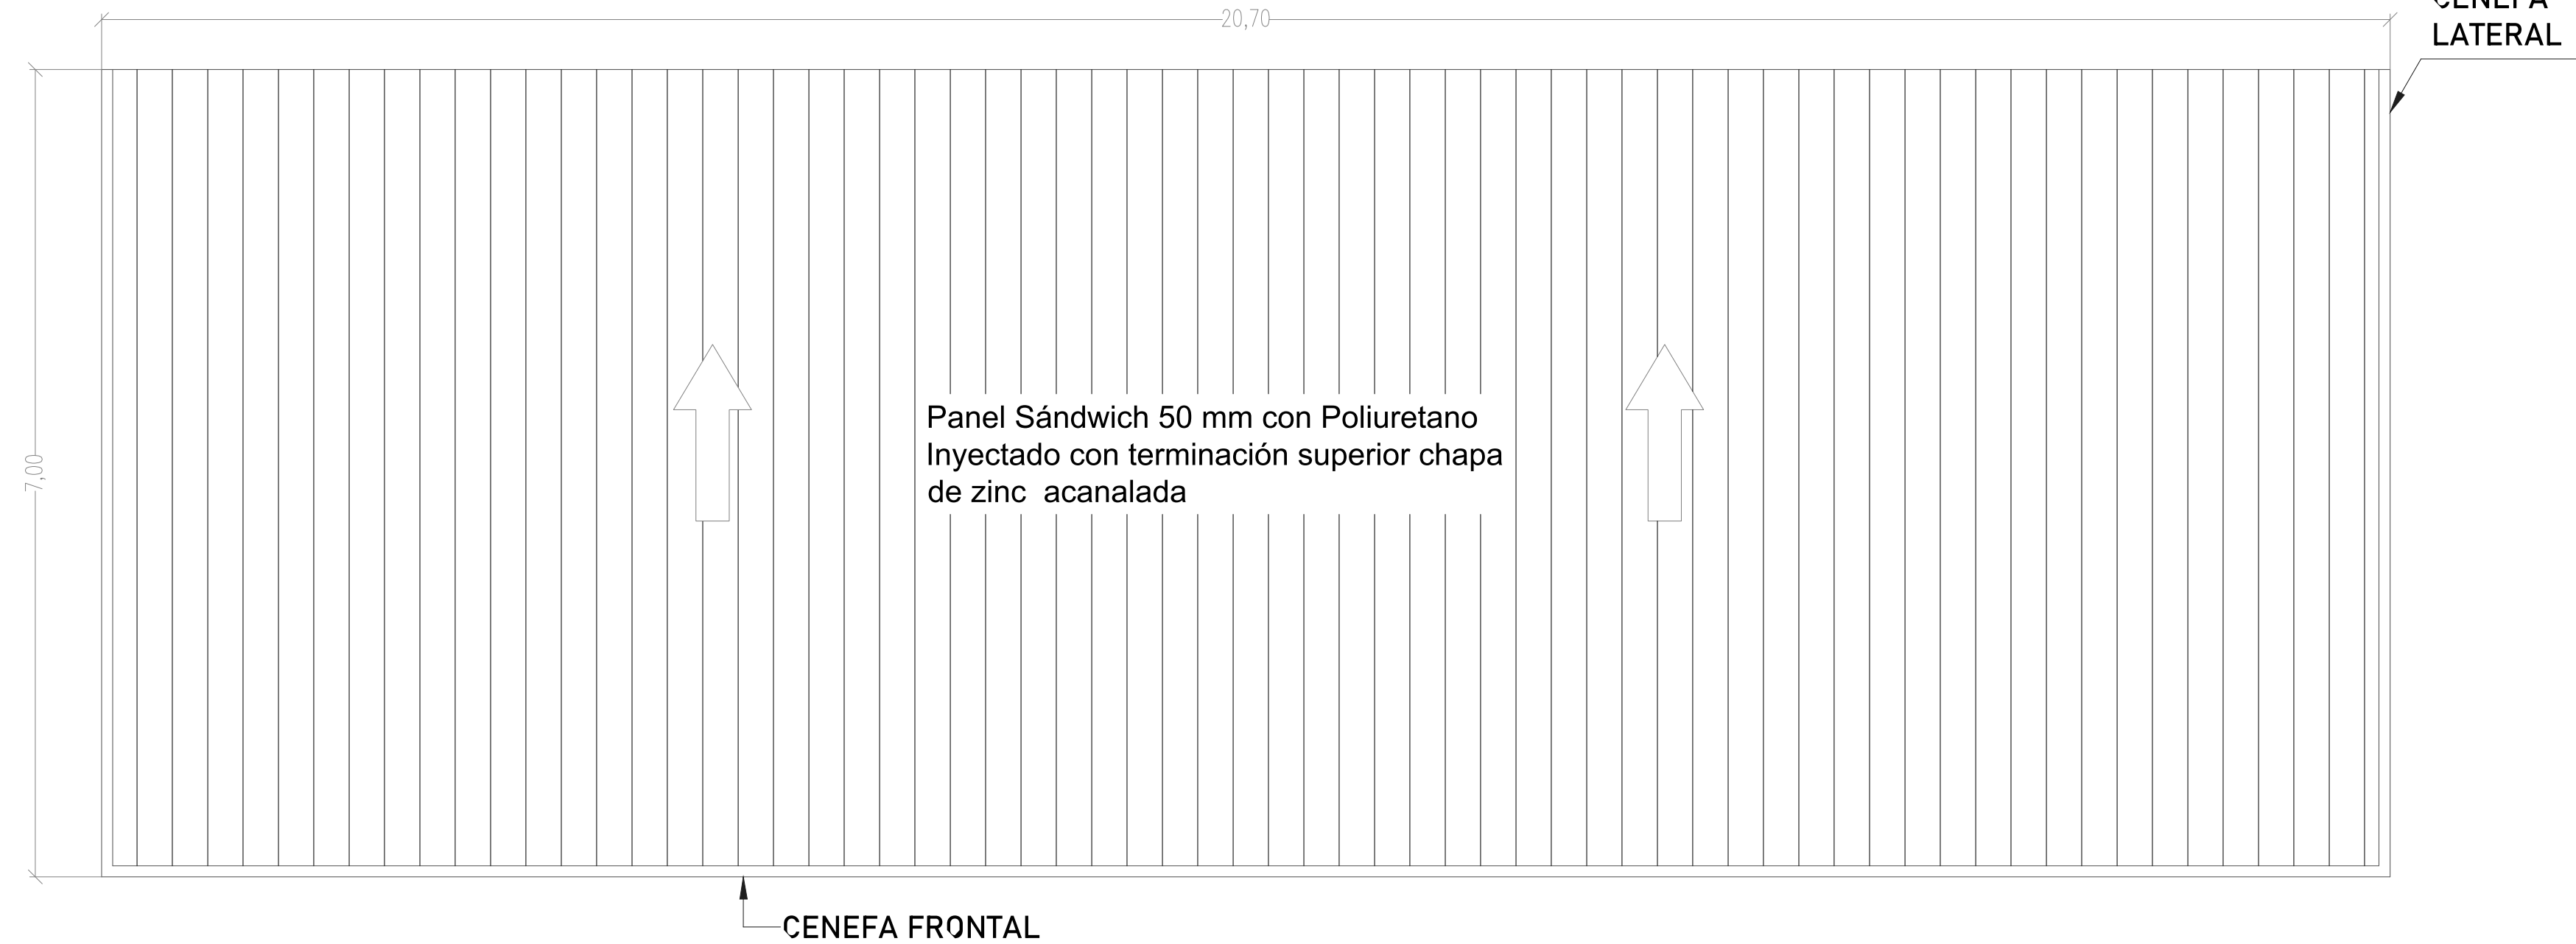 20,70
CENEFA
LATERAL
7,00
Panel Sándwich 50 mm con Poliuretano
Inyectado con terminación superior chapa
de zinc acanalada
CENEFA FRONTAL